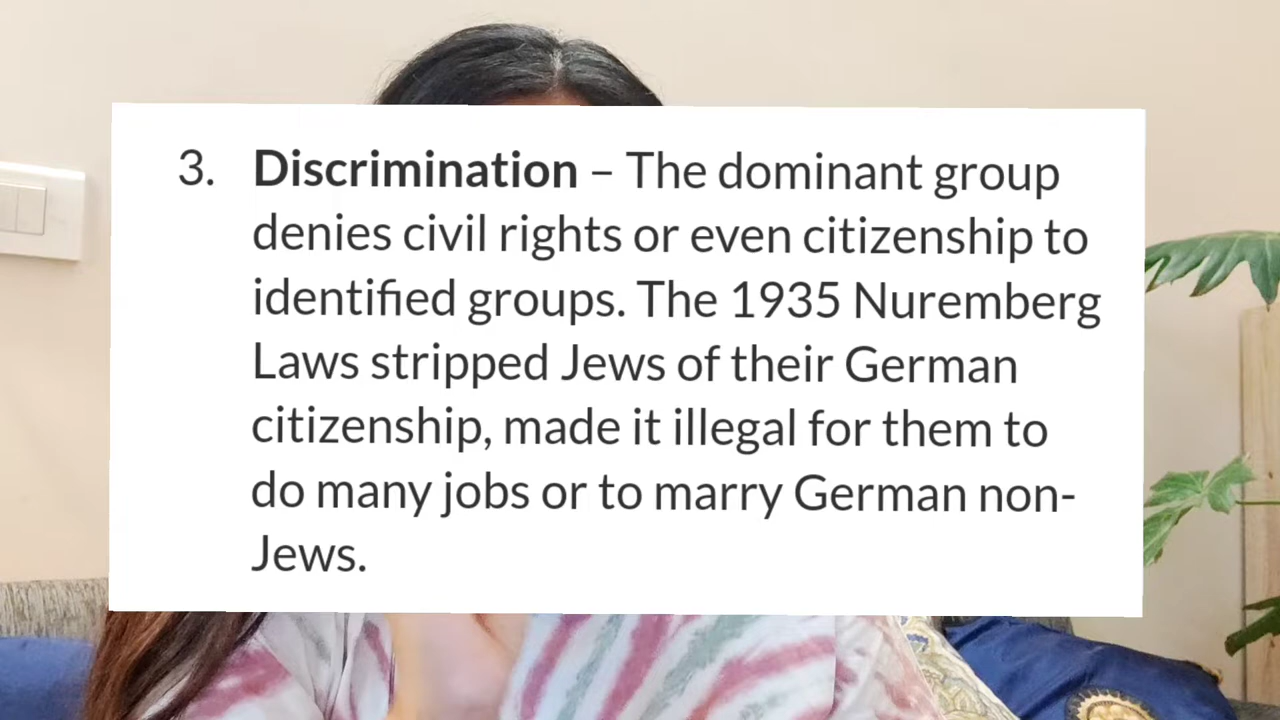 3. Discrimination – The dominant group
denies civil rights or even citizenship to
identified groups. The 1935 Nuremberg
Laws stripped Jews of their German
citizenship, made it illegal for them to
do many jobs or to marry German non-
Jews.